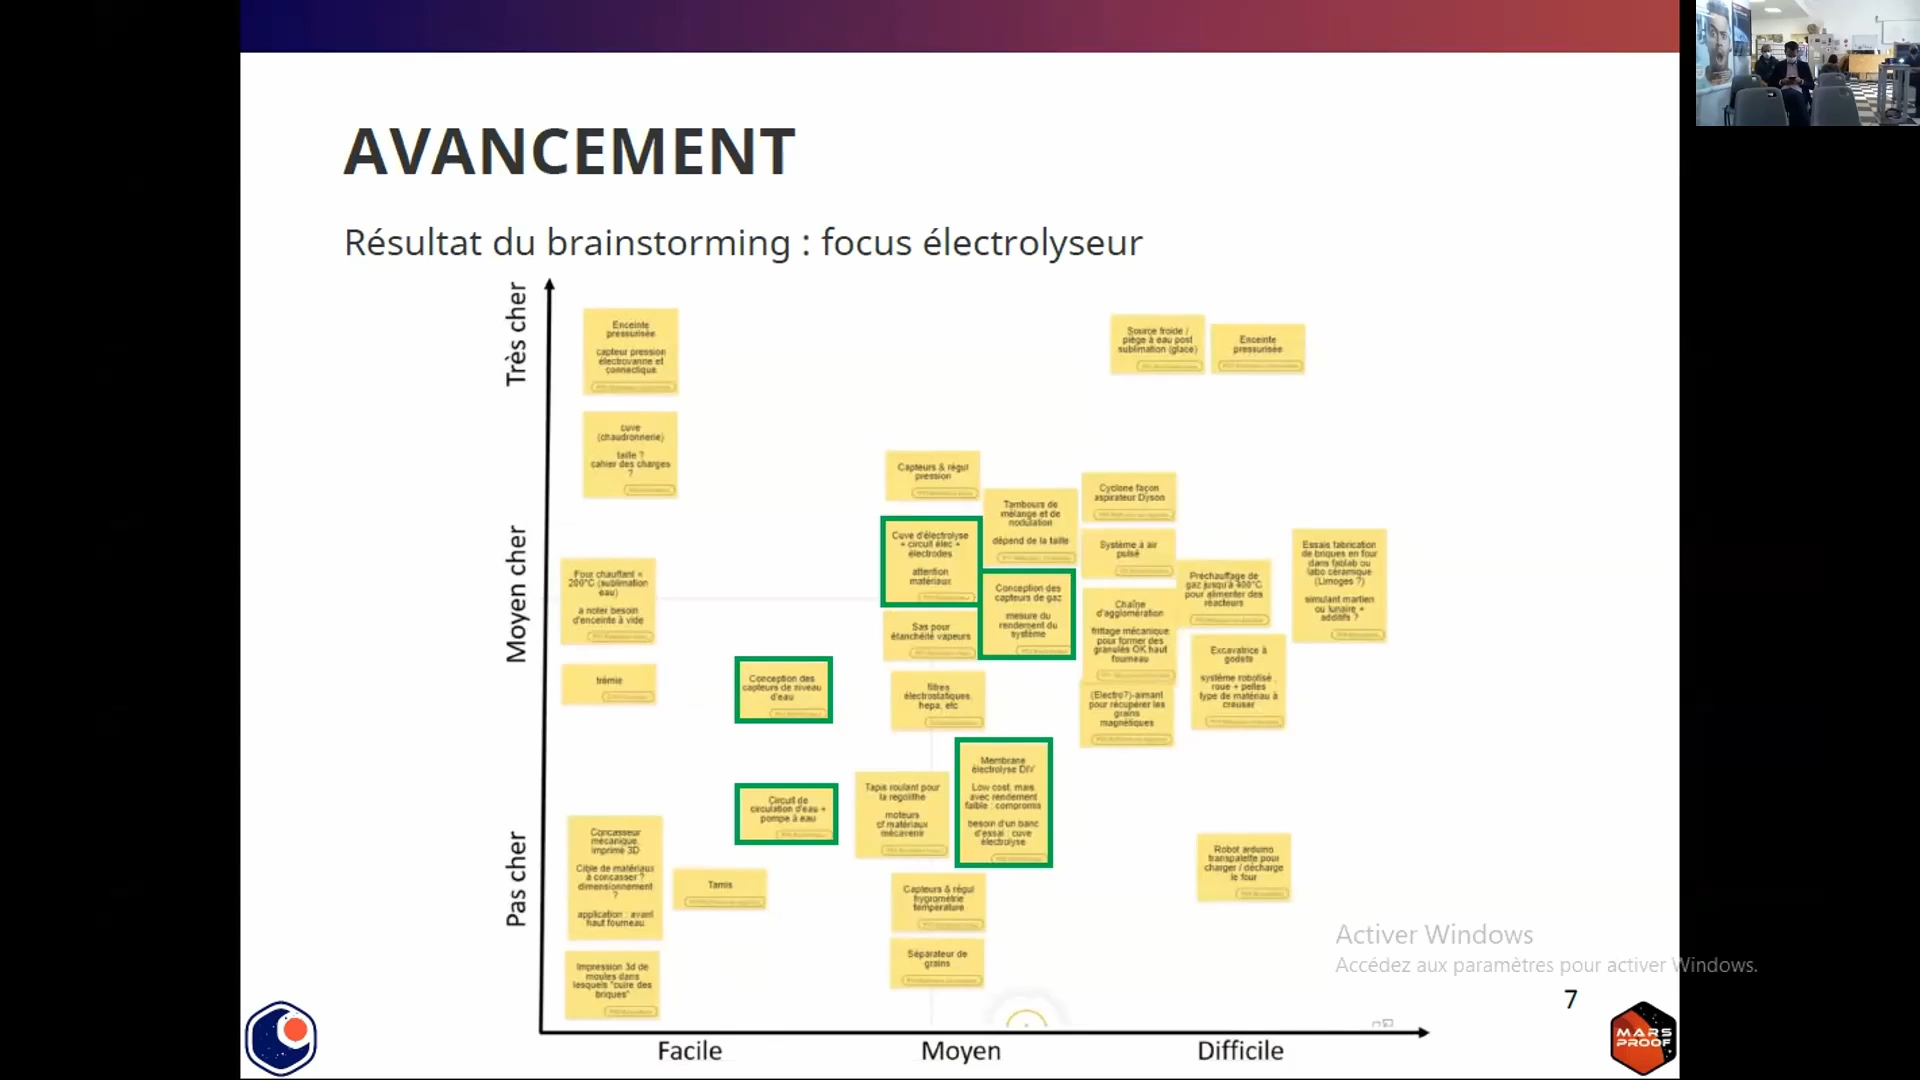 AVANCEMENT
Résultat du brainstorming : focus électrolyseur
Très cher
Moyen cher
Pas cher
Enceinte
pressurisée
capteur pression
électrovanne et
connectique
cuve
(chaudronnerie)
taille ?
cahier des charges
?
Four chauffant <
200°C (sublimation
eau)
a noter besoin
d'enceinte à vide
trémie
Concasseur
mécanique
imprimé 3D
Cible de matériaux
à concasser ?
dimensionnement
?
application : avant
haut fourneau
Tamis
Impression 3d de
moules dans
lesquels "cuire des
briques"
Conception des
capteurs de niveau
d'eau
Circuit de
circulation d'eau +
pompe à eau
Capteurs & régul
pression
Cuve d'électrolyse
+ circuit élec +
électrodes
attention
matériaux
Sas pour
étanchéité vapeurs
filtres
électrostatiques,
hepa, etc
Tapis roulant pour
la regolithe
moteurs
cf matériaux
mécavenir
Capteurs & régul
hygrométrie
température
Séparateur de
grains
Tambours de
mélange et de
nodulation
dépend de la taille
Conception des
capteurs de gaz
mesure du
rendement du
système
Membrane
électrolyse DIY
Low cost, mais
avec rendement
faible : compromis
besoin d'un banc
d'essai : cuve
électrolyse
Source froide /
piège à eau post
sublimation (glace)
Enceinte
pressurisée
Cyclone façon
aspirateur Dyson
Système à air
pulsé
Chaîne
d'agglomération
frittage mécanique
pour former des
granulés OK haut
fourneau
(Electro?)-aimant
pour récupérer les
grains
magnétiques
Préchauffage de
gaz jusqu'à 400°C
pour alimenter des
réacteurs
Excavatrice à
godets
système robotisé ,
roue + pelles
type de matériau à
creuser
Essais fabrication
de briques en four
dans fablab ou
labo céramique
(Limoges ?)
simulant martien
ou lunaire +
additifs ?
Robot arduino
transpalette pour
charger / décharge
le four
Facile
Moyen
Difficile
Activer Windows
Accédez aux paramètres pour activer Windows.
7
MARS
PROOF